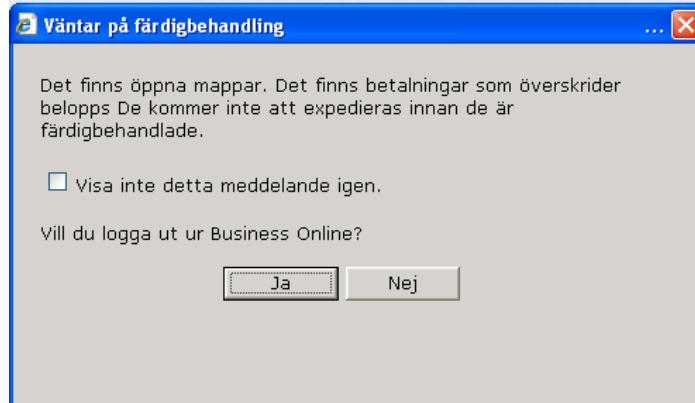 Väntar på färdigbehandling ...
Det finns öppna mappar. Det finns betalningar som överskrider
belopps De kommer inte att expedieras innan de är
färdigbehandlade.
Visa inte detta meddelande igen.
Vill du logga ut ur Business Online?
Ja Nej